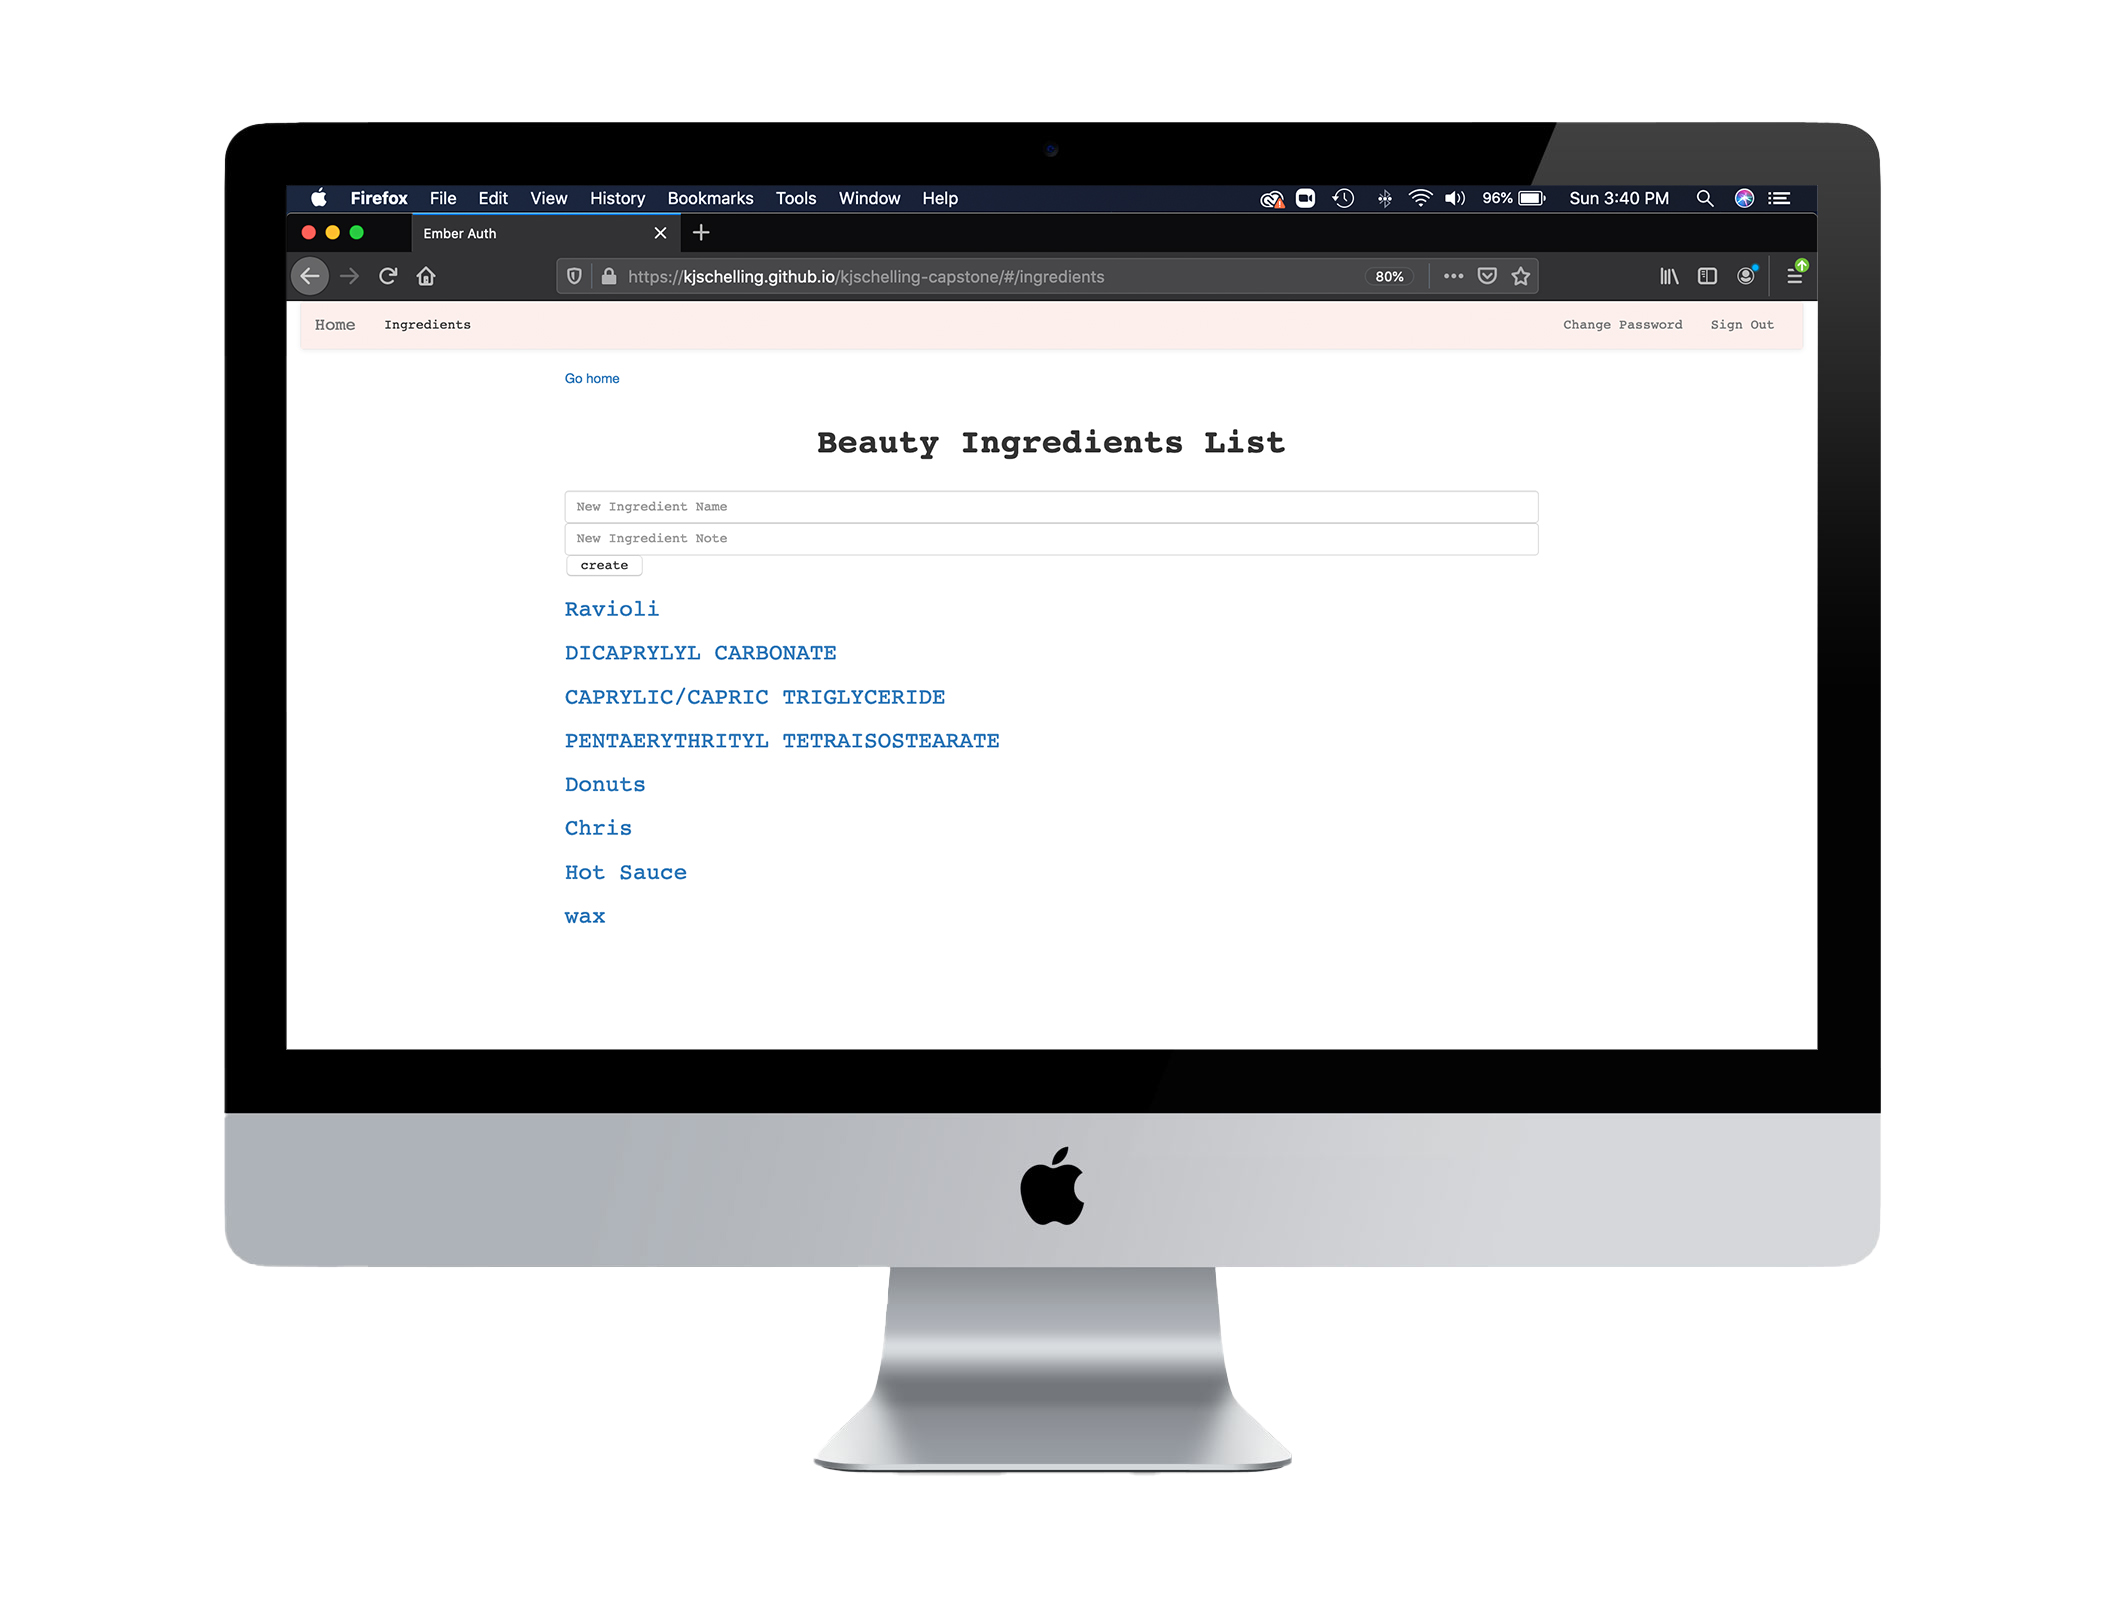 Firefox File Edit View History Bookmarks Tools Window Help 96% Sun 3:40 PM
Ember Auth
https://kjschelling.github.io/kjschelling-capstone/#/ingredients 80%
Home Ingredients Change Password Sign Out
Go home
Beauty Ingredients List
New Ingredient Name
New Ingredient Note
create
Ravioli
DICAPRYLYL CARBONATE
CAPRYLIC/CAPRIC TRIGLYCERIDE
PENTAERYTHRITYL TETRAISOSTEARATE
Donuts
Chris
Hot Sauce
wax